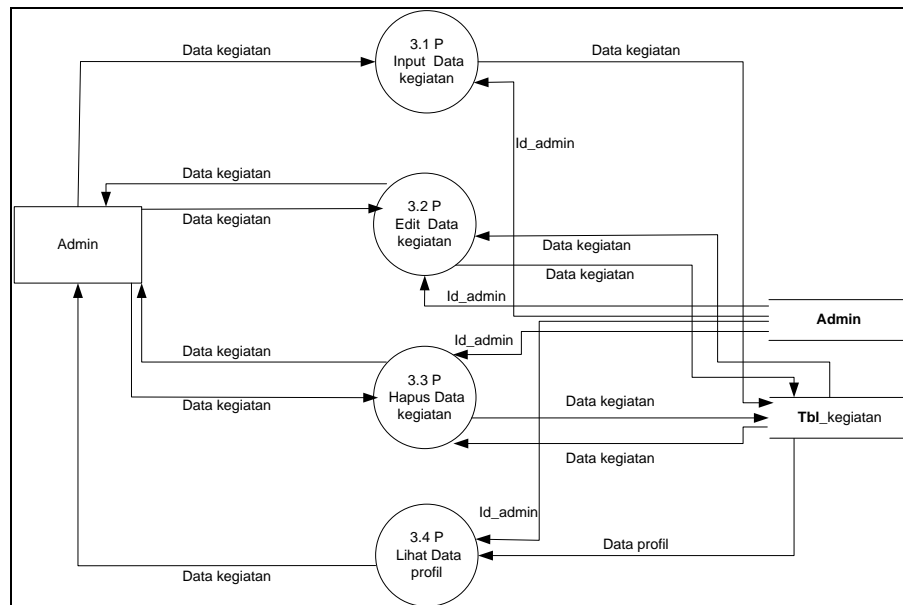 Data kegiatan
3.1 P
Input Data
kegiatan
Data kegiatan
Id_admin
Data kegiatan
Data kegiatan
3.2 P
Edit Data
kegiatan
Data kegiatan
Data kegiatan
Admin
Id_admin
Admin
Id_admin
Data kegiatan
Data kegiatan
3.3 P
Hapus Data
kegiatan
Data kegiatan
Tbl_kegiatan
Data kegiatan
Id_admin
3.4 P
Lihat Data
profil
Data profil
Data kegiatan